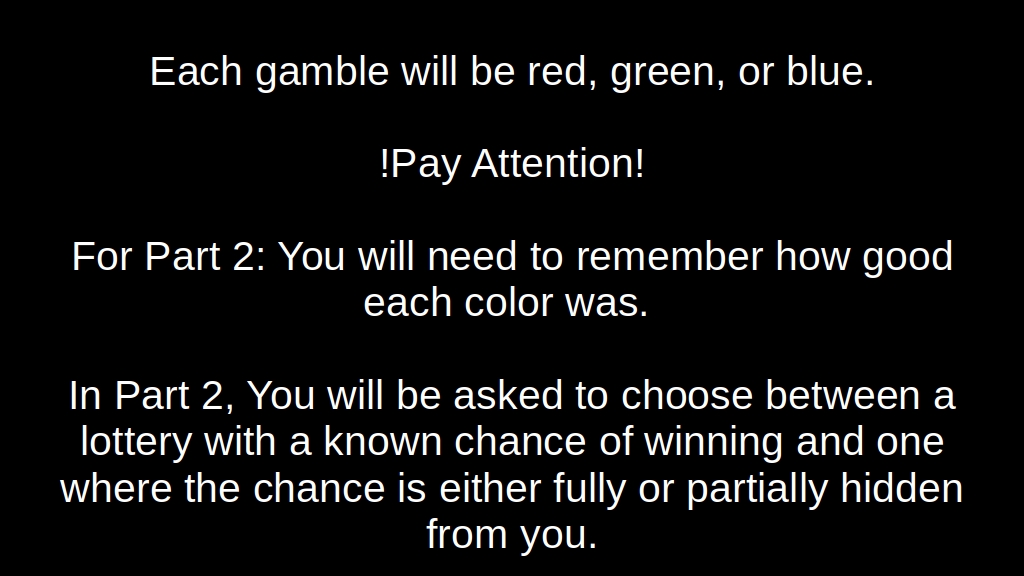 Each gamble will be red, green, or blue.
!Pay Attention!
For Part 2: You will need to remember how good
each color was.
In Part 2, You will be asked to choose between a
lottery with a known chance of winning and one
where the chance is either fully or partially hidden
from you.